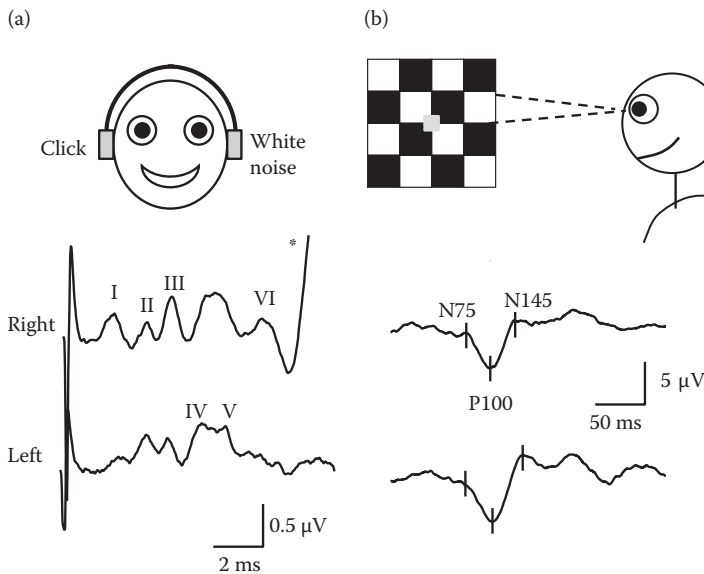 (a)
Click
White
noise
I
II
III
VI
*
Right
IV
V
Left
0.5 μV
2 ms
(b)
N75
N145
P100
5 μV
50 ms